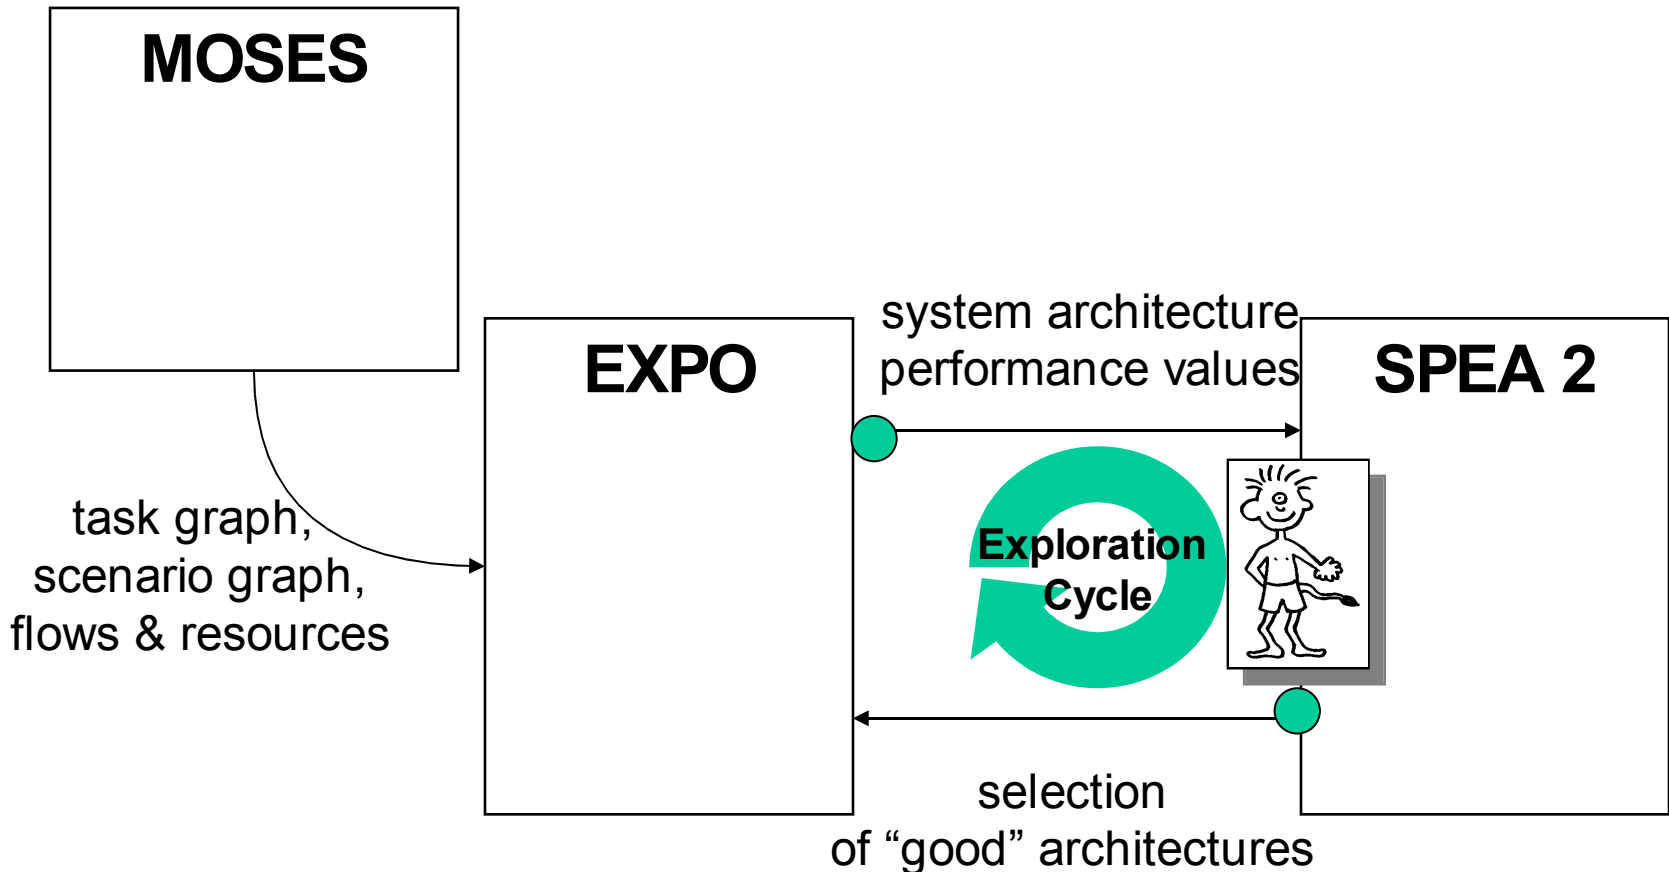 MOSES
EXPO
system architecture
performance values
SPEA 2
task graph,
scenario graph,
flows & resources
Exploration
Cycle
selection
of “good” architectures